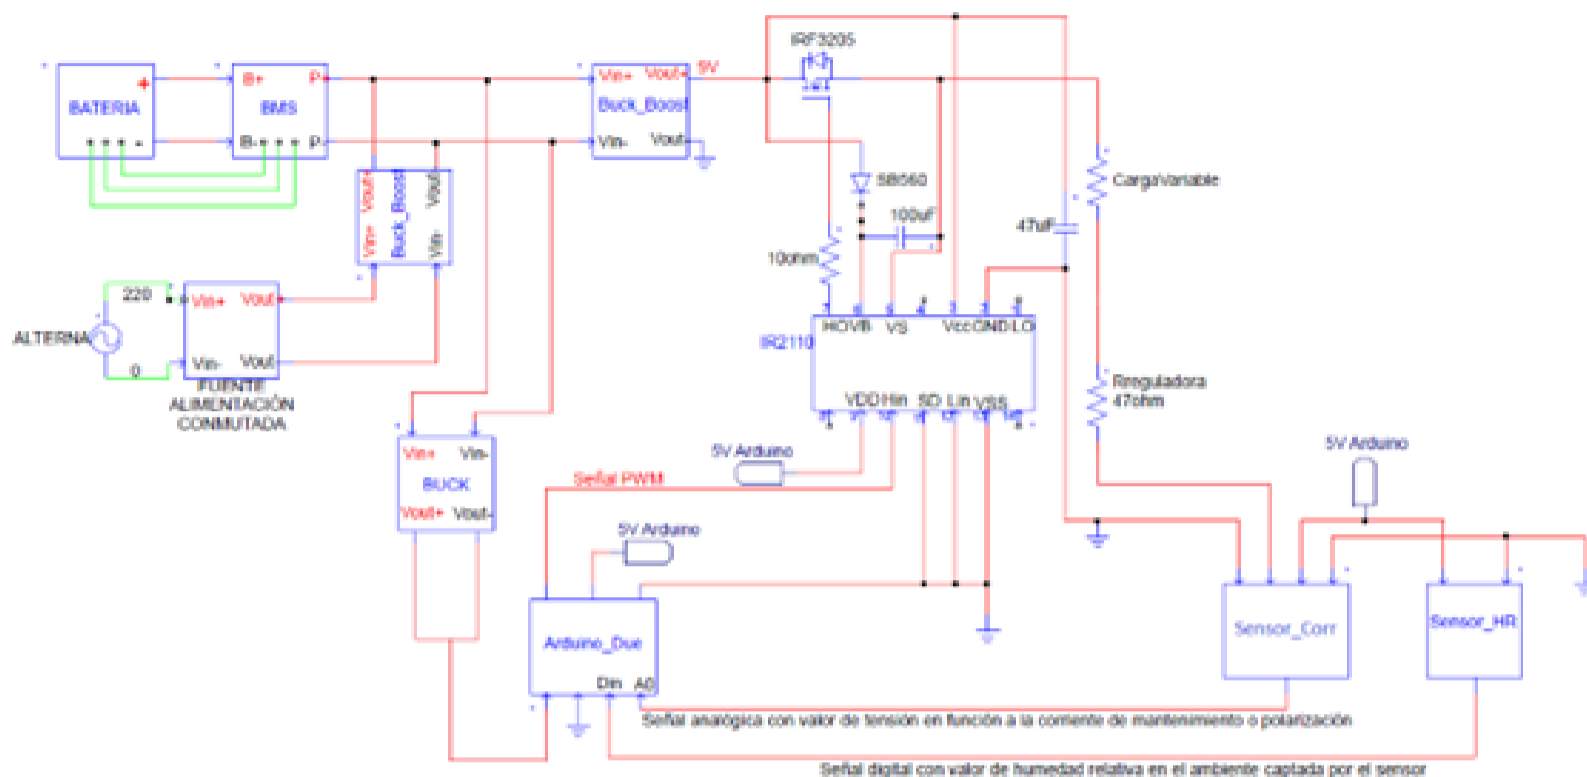 BATERIA
+
-
B+
P
BMS
B-
P-
Vin+
Vout+
9V
Buck_Boost
Vin-
Vout
IRF3205
SB560
100uF
10ohm
47uF
CargaVariable
Vout+
Vout
Buck_Boost
Vin+
Vin-
ALTERNA
220
0
Vin+
Vout
Vin-
Vout
FUENTE
ALIMENTACIÓN
CONMUTADA
HO
VB
VS
Vcc
GND
LO
IR2110
VDD
Hin
SD
Lin
VSS
Rreguladora
47ohm
Vin+
Vin-
BUCK
Vout+
Vout-
5V Arduino
Señal PWM
5V Arduino
5V Arduino
Arduino_Due
Din
A0
Sensor_Corr
Sensor_HR
Señal analógica con valor de tensión en función a la corriente de mantenimiento o polarización
Señal digital con valor de humedad relativa en el ambiente captada por el sensor